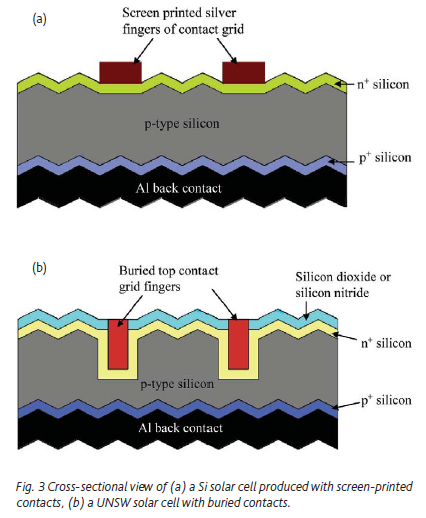 (a)
Screen printed silver
fingers of contact grid
n+ silicon
p-type silicon
p+ silicon
Al back contact
(b)
Buried top contact
grid fingers
Silicon dioxide or
silicon nitride
n+ silicon
p-type silicon
p+ silicon
Al back contact
Fig. 3 Cross-sectional view of (a) a Si solar cell produced with screen-printed
contacts, (b) a UNSW solar cell with buried contacts.